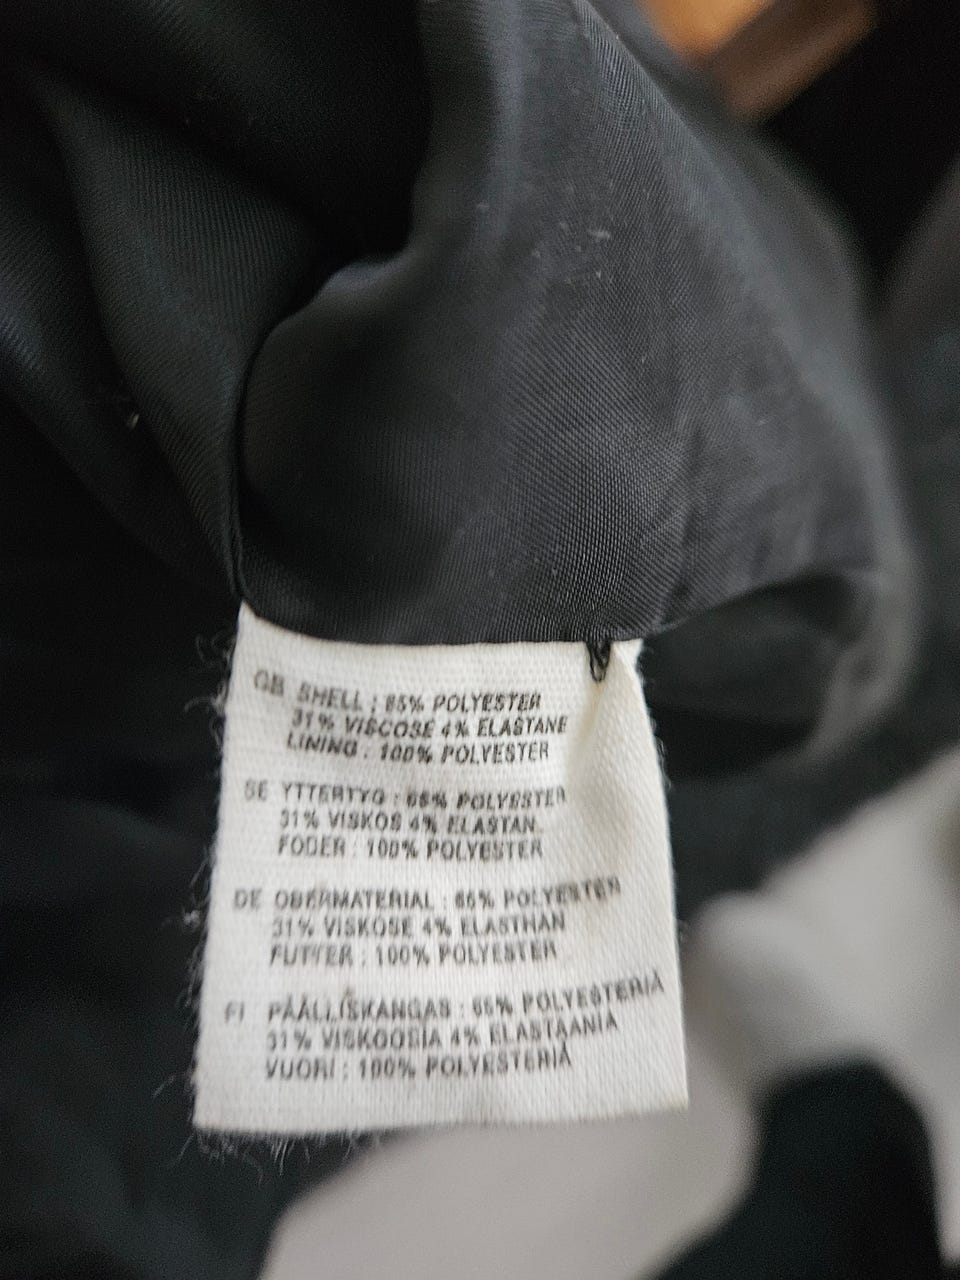 GB SHELL : 65% POLYESTER
31% VISCOSE 4% ELASTANE
LINING : 100% POLYESTER
SE YTTERTYG : 65% POLYESTER
31% VISKOS 4% ELASTAN
FODER : 100% POLYESTER
DE OBERMATERIAL : 65% POLYESTER
31% VISKOSE 4% ELASTHAN
FUTTER : 100% POLYESTER
FI PÄÄLLISKANGAS : 65% POLYESTERIÄ
31% VISKOOSIA 4% ELASTAANIA
VUORI : 100% POLYESTERIÄ